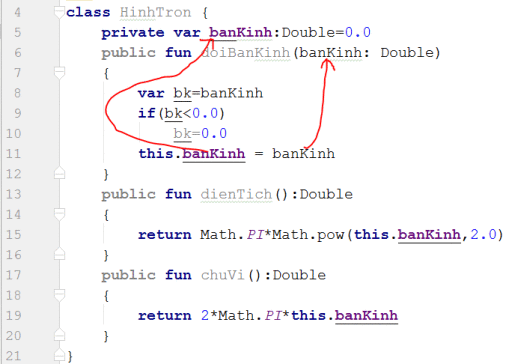 4 class HinhTron {
5 private var banKinh:Double=0.0
6 public fun doiBanKinh(banKinh: Double)
7 {
8 var bk=banKinh
9 if(bk<0.0)
10 bk=0.0
11 this.banKinh = banKinh
12 }
13 public fun dienTich():Double
14 {
15 return Math.PI*Math.pow(this.banKinh,2.0)
16 }
17 public fun chuVi():Double
18 {
19 return 2*Math.PI*this.banKinh
20 }
21 }